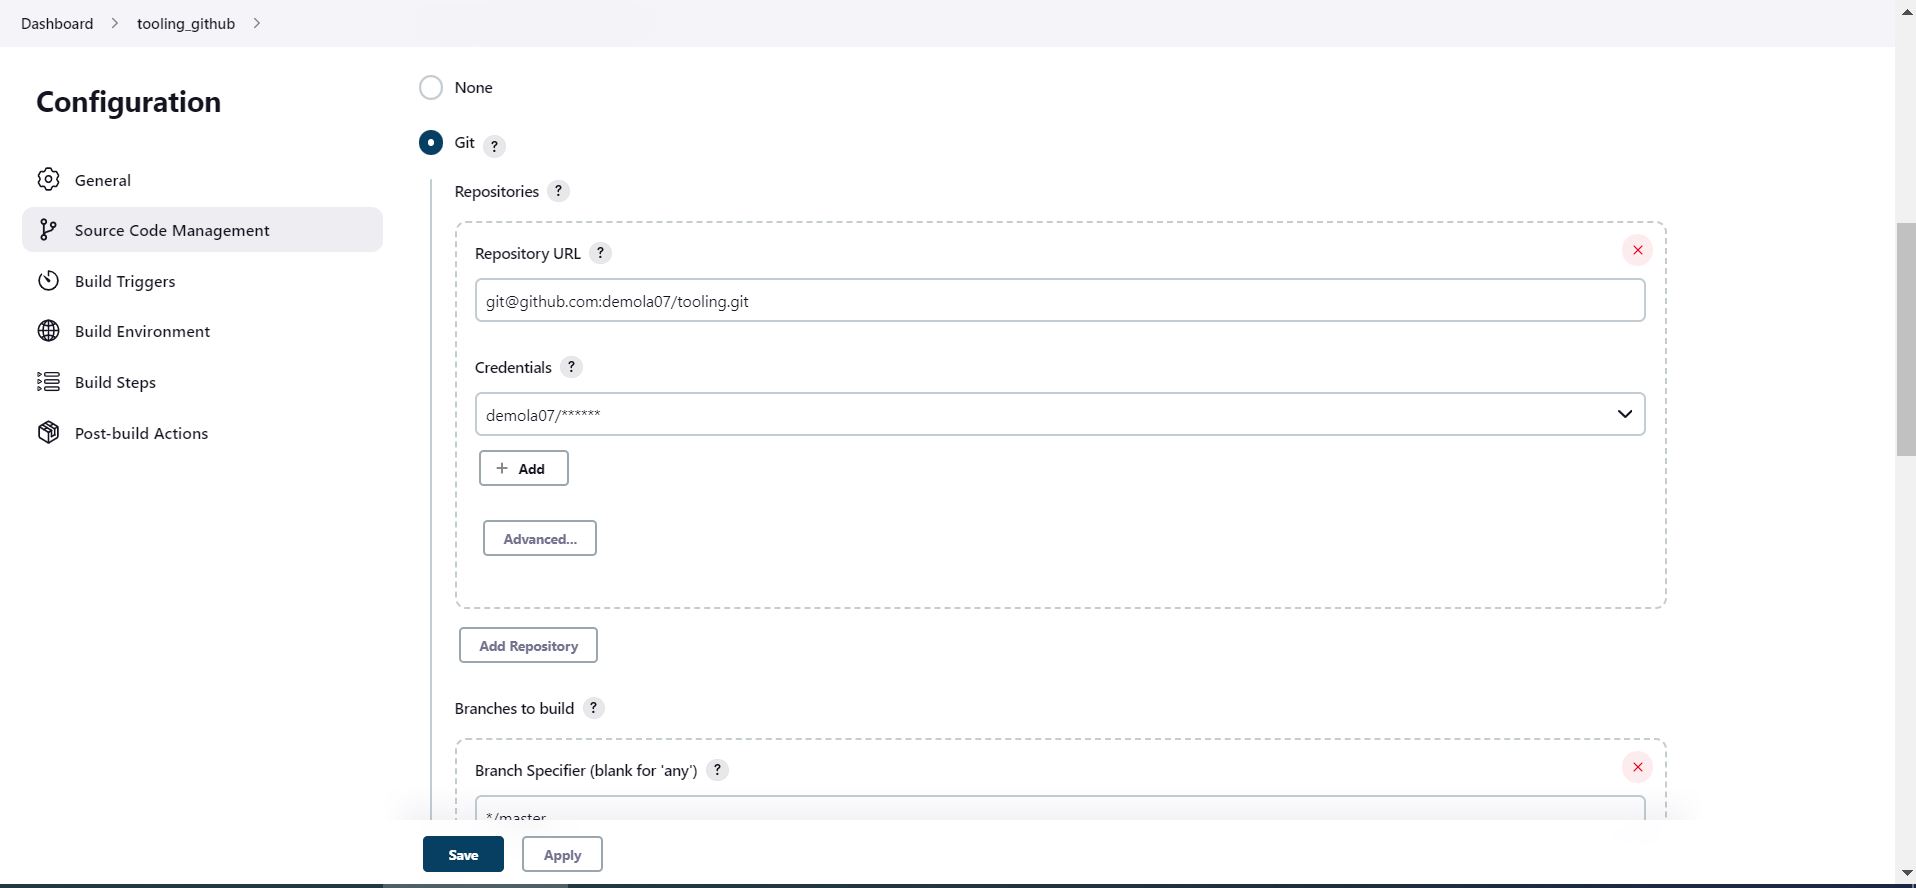 Dashboard > tooling_github >
Configuration
General
Source Code Management
Build Triggers
Build Environment
Build Steps
Post-build Actions
None
Git ?
Repositories ?
Repository URL ?
git@github.com:demola07/tooling.git
Credentials ?
demola07/******
+ Add
Advanced...
Add Repository
Branches to build ?
Branch Specifier (blank for 'any') ?
*/master
Save Apply